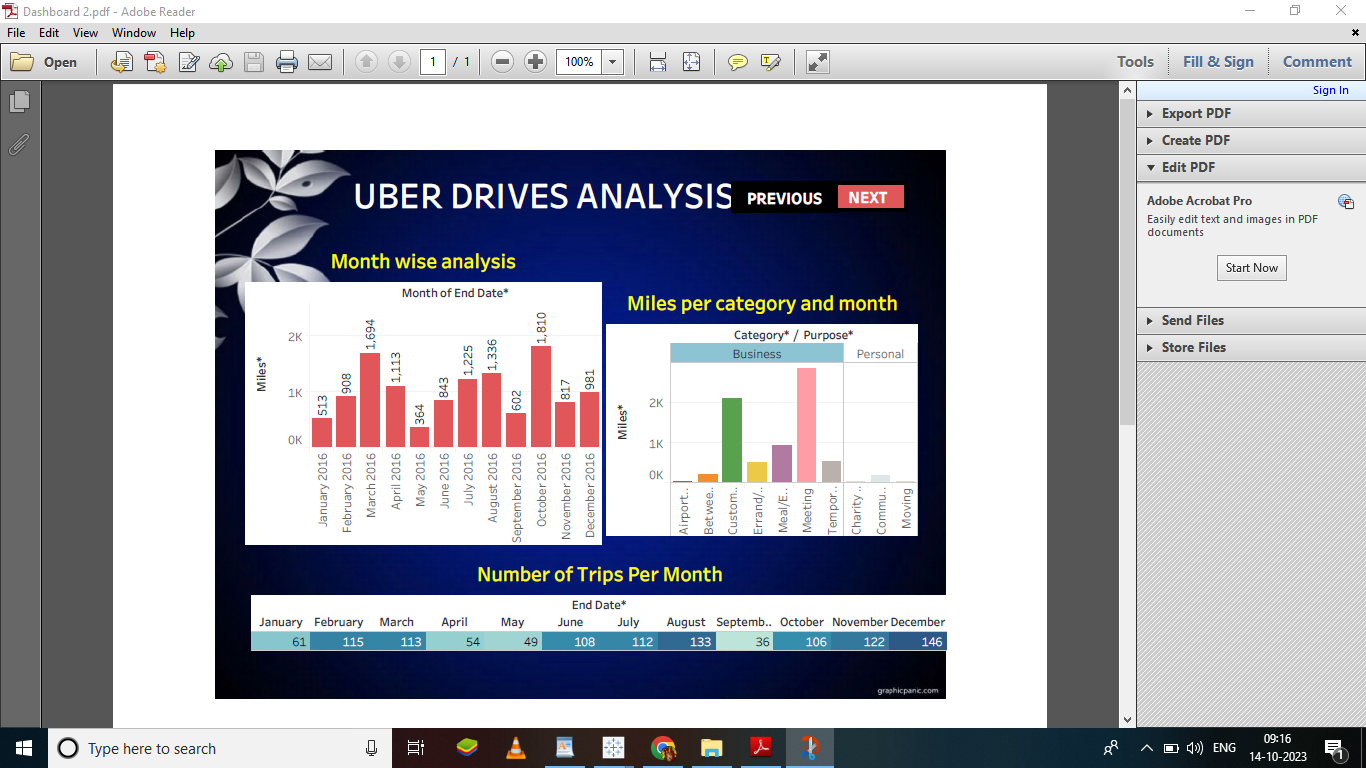 Dashboard 2.pdf - Adobe Reader
File Edit View Window Help
Open 1 / 1 100% Tools Fill & Sign Comment
Sign In
Export PDF
Create PDF
Edit PDF
Adobe Acrobat Pro
Easily edit text and images in PDF
documents
Start Now
Send Files
Store Files
UBER DRIVES ANALYSIS PREVIOUS NEXT
Month wise analysis
Month of End Date*
Miles*
2K
1K
0K
513 908 1,694 1,113 364 843 1,225 1,336 602 1,810 817 981
January 2016
February 2016
March 2016
April 2016
May 2016
June 2016
July 2016
August 2016
September 2016
October 2016
November 2016
December 2016
Miles per category and month
Category* / Purpose*
Business Personal
Miles*
2K
1K
0K
Airport..
Betwee..
Custom..
Errand/..
Meal/E..
Meeting
Tempor..
Charity ..
Commu..
Moving
Number of Trips Per Month
End Date*
January February March April May June July August Septemb.. October November December
61 115 113 54 49 108 112 133 36 106 122 146
graphicpanic.com
Type here to search
ENG
09:16
14-10-2023
1